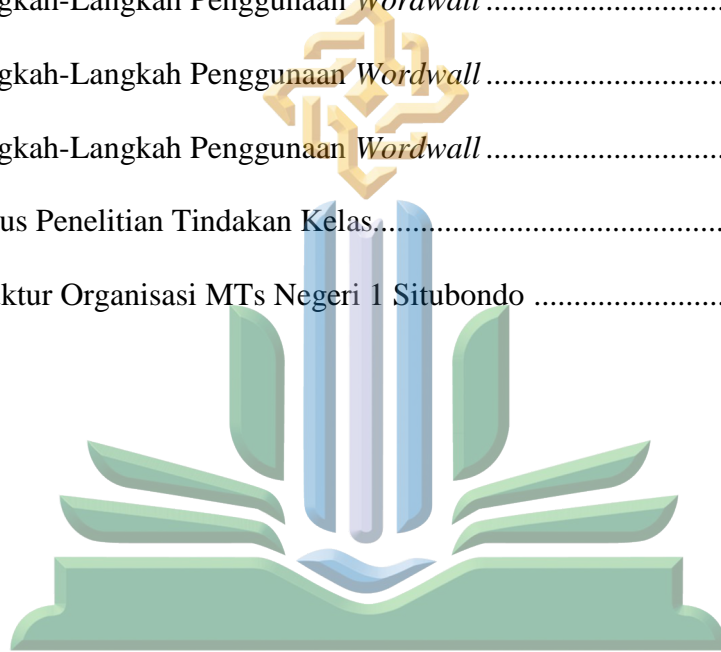 gkah-Langkah Penggunaan Wordwall ..............................
gkah-Langkah Penggunaan Wordwall ..............................
gkah-Langkah Penggunaan Wordwall ..............................
us Penelitian Tindakan Kelas..........................................
ktur Organisasi MTs Negeri 1 Situbondo ........................